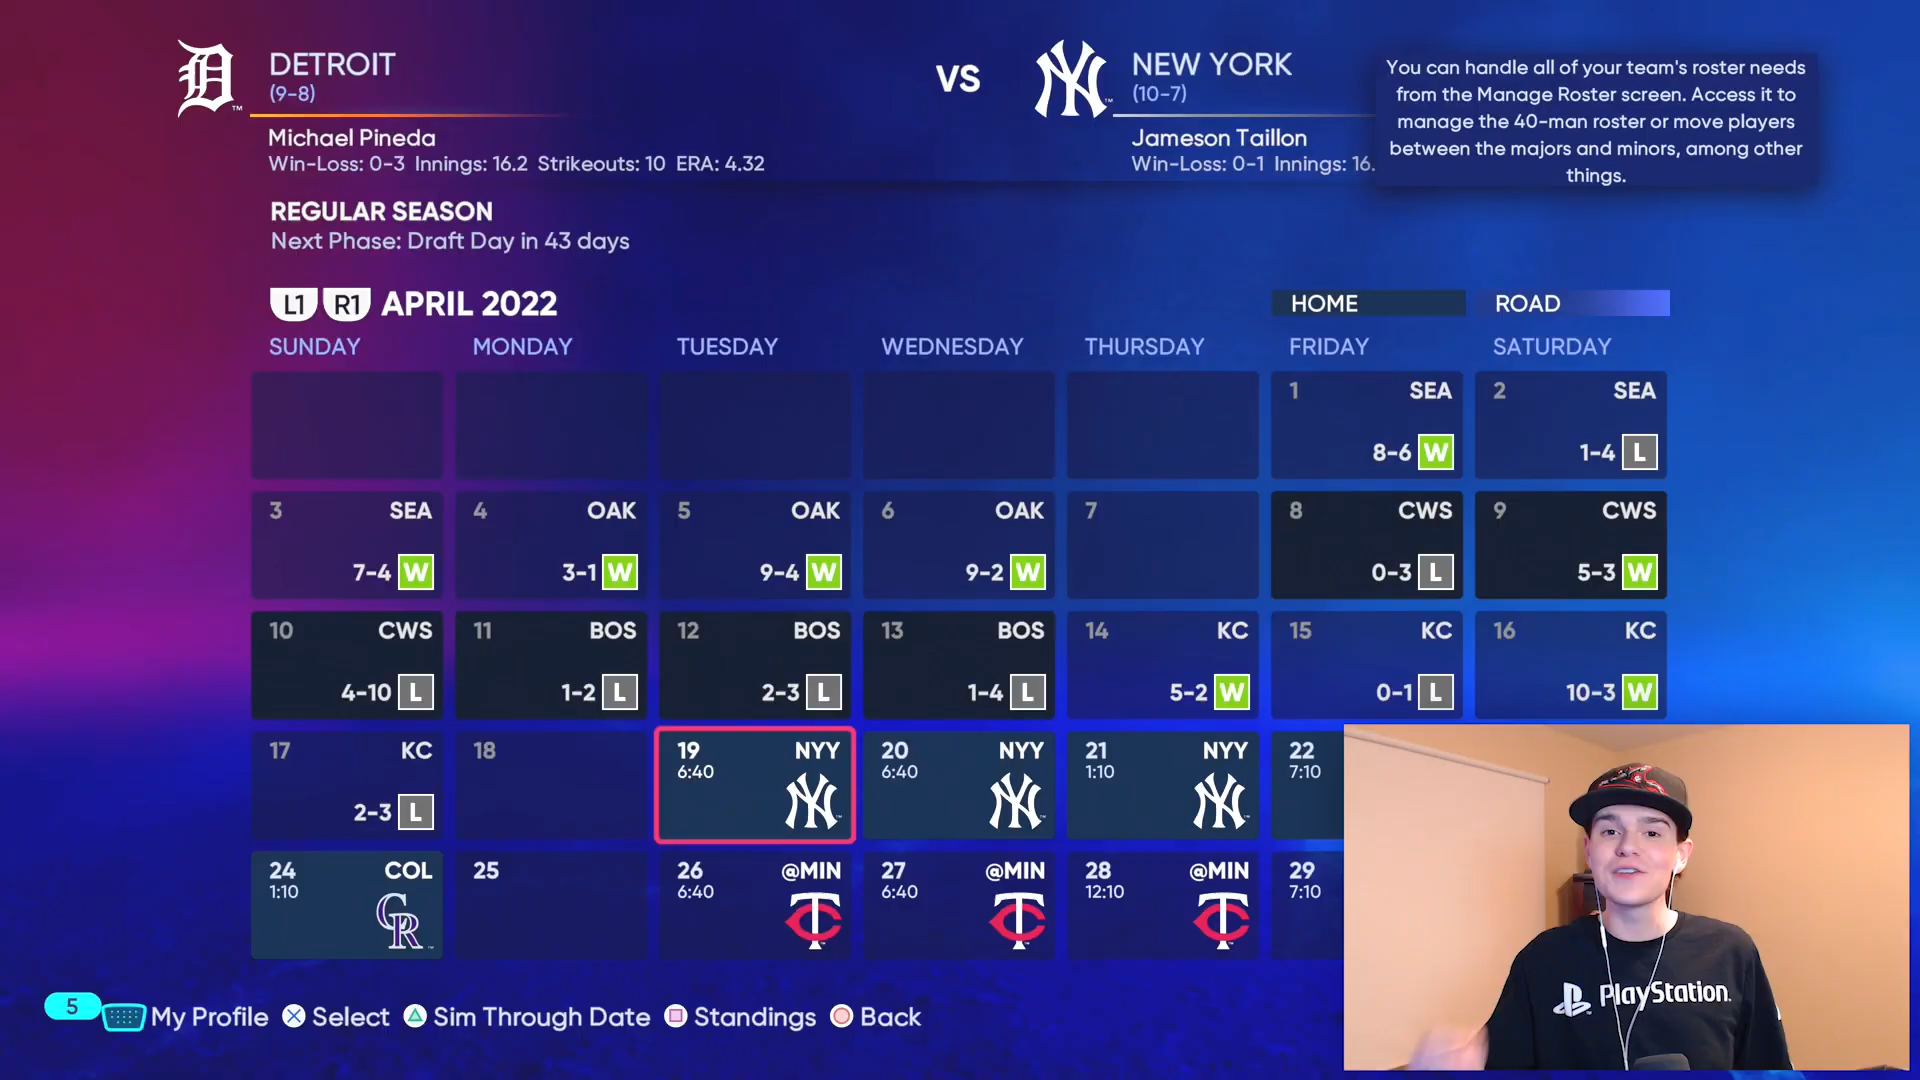 DETROIT
(9-8)
Michael Pineda
Win-Loss: 0-3 Innings: 16.2 Strikeouts: 10 ERA: 4.32
VS
NEW YORK
(10-7)
Jameson Taillon
Win-Loss: 0-1 Innings: 16.
You can handle all of your team's roster needs
from the Manage Roster screen. Access it to
manage the 40-man roster or move players
between the majors and minors, among other
things.
REGULAR SEASON
Next Phase: Draft Day in 43 days
L1 R1 APRIL 2022
HOME ROAD
SUNDAY MONDAY TUESDAY WEDNESDAY THURSDAY FRIDAY SATURDAY
1 SEA 2 SEA
8-6 W 1-4 L
3 SEA 4 OAK 5 OAK 6 OAK 7 8 CWS 9 CWS
7-4 W 3-1 W 9-4 W 9-2 W 0-3 L 5-3 W
10 CWS 11 BOS 12 BOS 13 BOS 14 KC 15 KC 16 KC
4-10 L 1-2 L 2-3 L 1-4 L 5-2 W 0-1 L 10-3 W
17 KC 18 19 NYY 20 NYY 21 NYY 22
6:40 6:40 1:10 7:10
2-3 L
24 COL 25 26 @MIN 27 @MIN 28 @MIN 29
1:10 6:40 6:40 12:10 7:10
PlayStation
5 My Profile Select Sim Through Date Standings Back